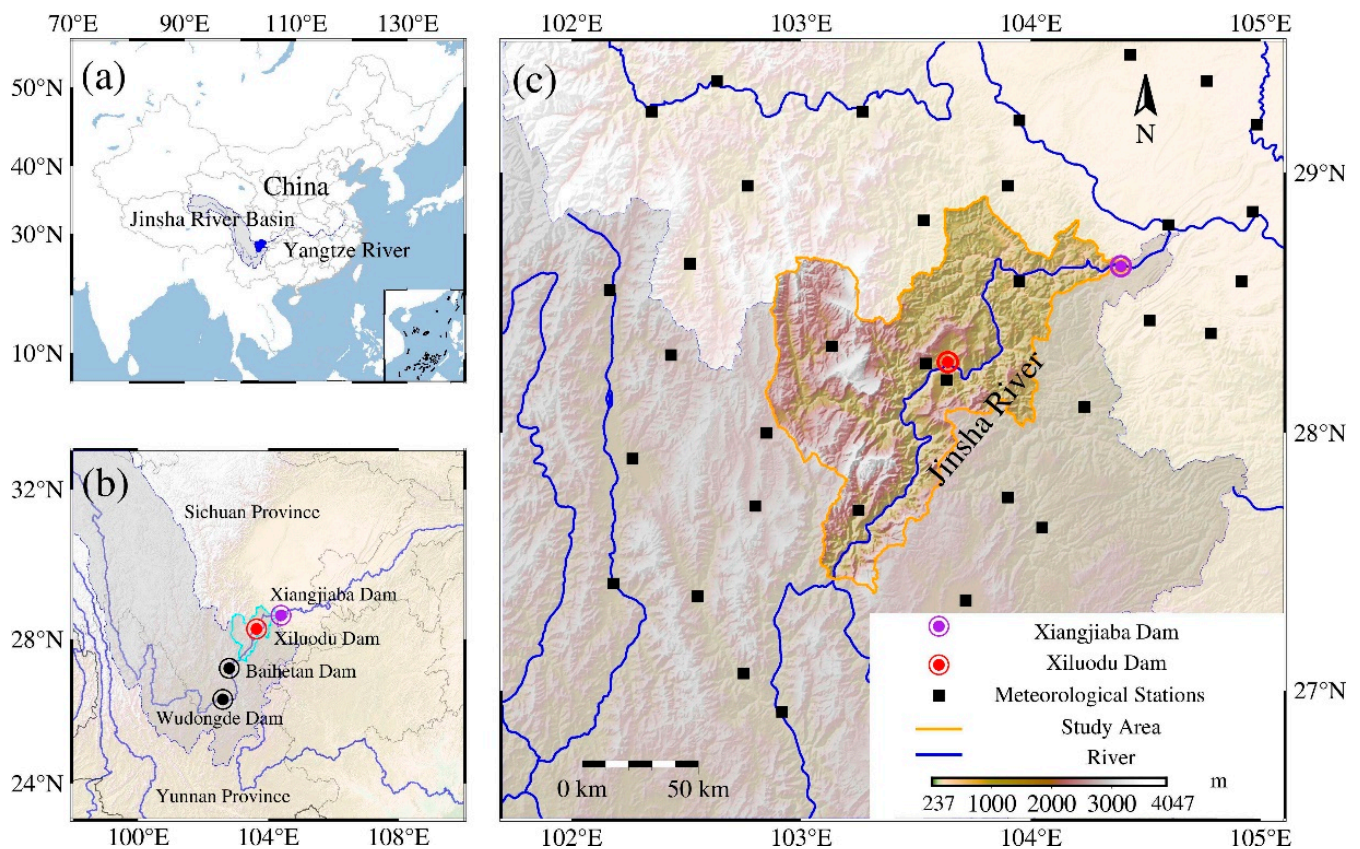 70°E 90°E 110°E 130°E
(a)
50°N
40°N
30°N
10°N
China
Jinsha River Basin
Yangtze River
(b)
32°N
28°N
24°N
Sichuan Province
Xiangjiaba Dam
Xiluodu Dam
Baihetan Dam
Wudongde Dam
Yunnan Province
100°E 104°E 108°E
102°E 103°E 104°E 105°E
(c)
N
29°N
28°N
27°N
Jinsha River
0 km 50 km
Xiangjiaba Dam
Xiluodu Dam
Meteorological Stations
Study Area
River
m
237 1000 2000 3000 4047
102°E 103°E 104°E 105°E